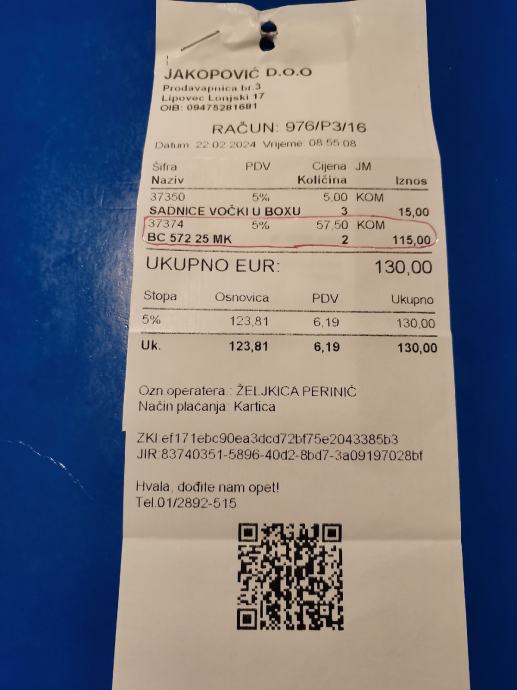 JAKOPOVIĆ D.O.O
Prodavapnica br.3
Lipovec Lonjski 17
OIB: 09475281681
RAČUN: 976/P3/16
Datum: 22.02.2024 Vrijeme: 08:55:08
Šifra PDV Cijena JM
Naziv Količina Iznos
37350 5% 5,00 KOM
SADNICE VOČKI U BOXU 3 15,00
37374 5% 57,50 KOM
BC 572 25 MK 2 115,00
UKUPNO EUR: 130,00
Stopa Osnovica PDV Ukupno
5% 123,81 6,19 130,00
Uk. 123,81 6,19 130,00
Ozn operatera.: ŽELJKICA PERINIĆ
Način plaćanja: Kartica
ZKI:ef171ebc90ea3dcd72bf75e2043385b3
JIR:83740351-5896-40d2-8bd7-3a09197028bf
Hvala, dođite nam opet!
Tel.01/2892-515